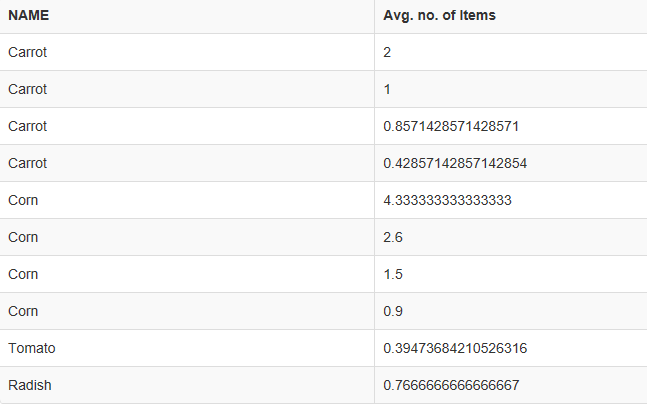 NAME Avg. no. of Items
Carrot 2
Carrot 1
Carrot 0.8571428571428571
Carrot 0.42857142857142854
Corn 4.333333333333333
Corn 2.6
Corn 1.5
Corn 0.9
Tomato 0.39473684210526316
Radish 0.7666666666666667